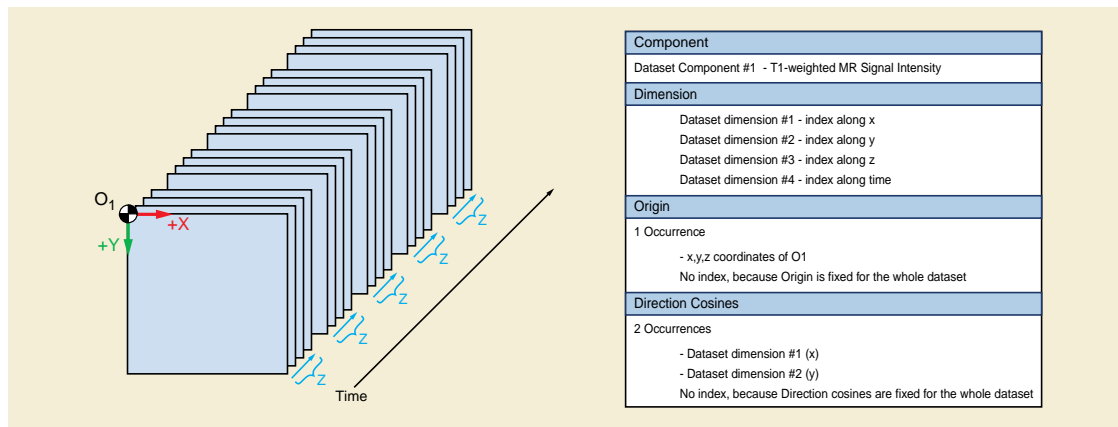 O1
+X
+Y
Z
Z
Z
Z
Z
Time
Component
Dataset Component #1 - T1-weighted MR Signal Intensity
Dimension
Dataset dimension #1 - index along x
Dataset dimension #2 - index along y
Dataset dimension #3 - index along z
Dataset dimension #4 - index along time
Origin
1 Occurrence
- x,y,z coordinates of O1
No index, because Origin is fixed for the whole dataset
Direction Cosines
2 Occurrences
- Dataset dimension #1 (x)
- Dataset dimension #2 (y)
No index, because Direction cosines are fixed for the whole dataset